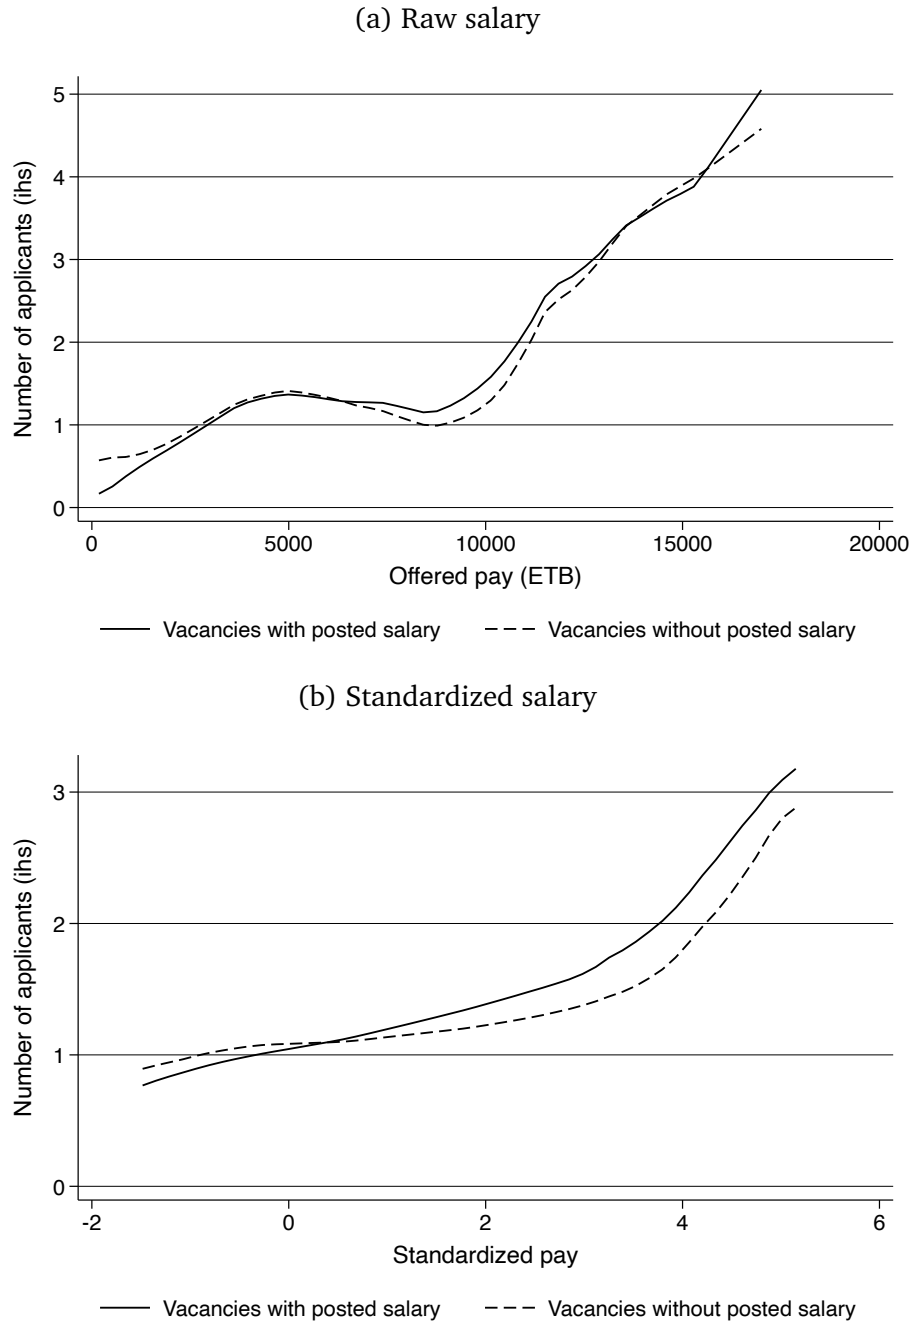 (a) Raw salary
5
4
3
2
1
0
Number of applicants (ihs)
0 5000 10000 15000 20000
Offered pay (ETB)
Vacancies with posted salary Vacancies without posted salary
(b) Standardized salary
3
2
1
0
Number of applicants (ihs)
-2 0 2 4 6
Standardized pay
Vacancies with posted salary Vacancies without posted salary